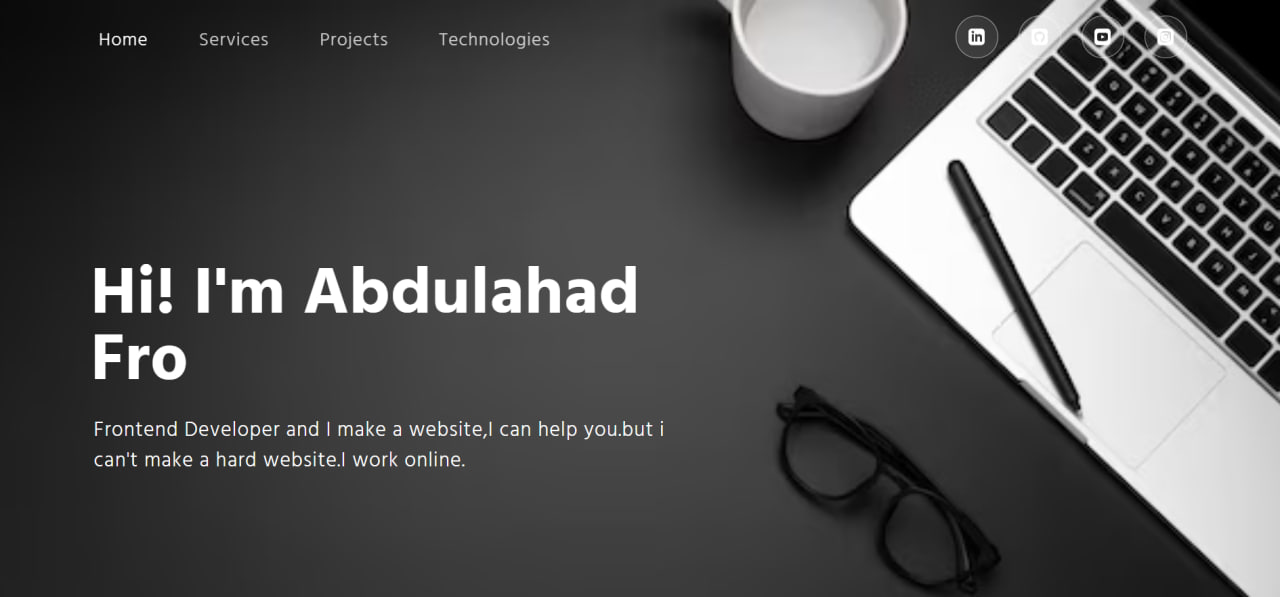 Home Services Projects Technologies
Hi! I'm Abdulahad
Fro
Frontend Developer and I make a website,I can help you.but i
can't make a hard website.I work online.